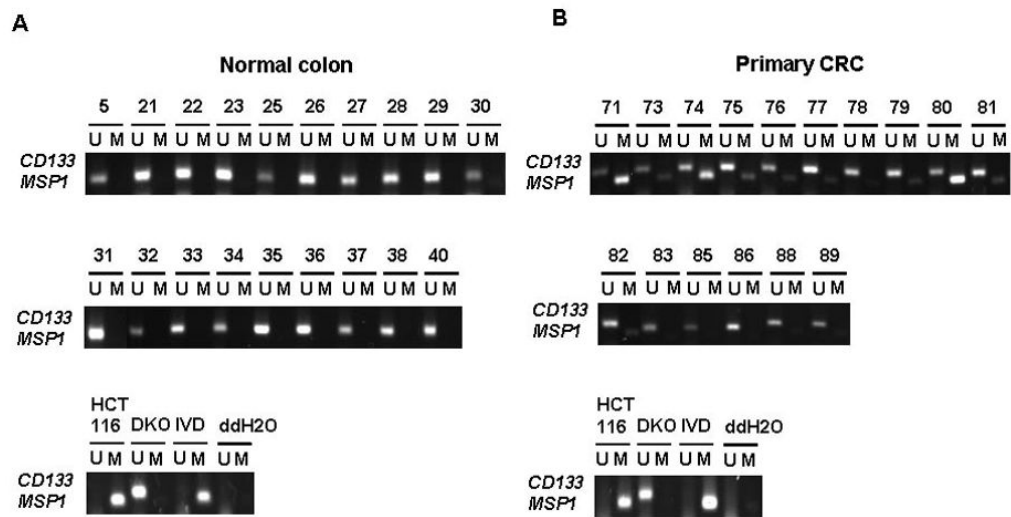 A
Normal colon
5 21 22 23 25 26 27 28 29 30
U M U M U M U M U M U M U M U M U M U M
CD133
MSP1
31 32 33 34 35 36 37 38 40
U M U M U M U M U M U M U M U M U M
CD133
MSP1
HCT
116 DKO IVD ddH2O
U M U M U M U M
CD133
MSP1
B
Primary CRC
71 73 74 75 76 77 78 79 80 81
U M U M U M U M U M U M U M U M U M U M
CD133
MSP1
82 83 85 86 88 89
U M U M U M U M U M U M
CD133
MSP1
HCT
116 DKO IVD ddH2O
U M U M U M U M
CD133
MSP1